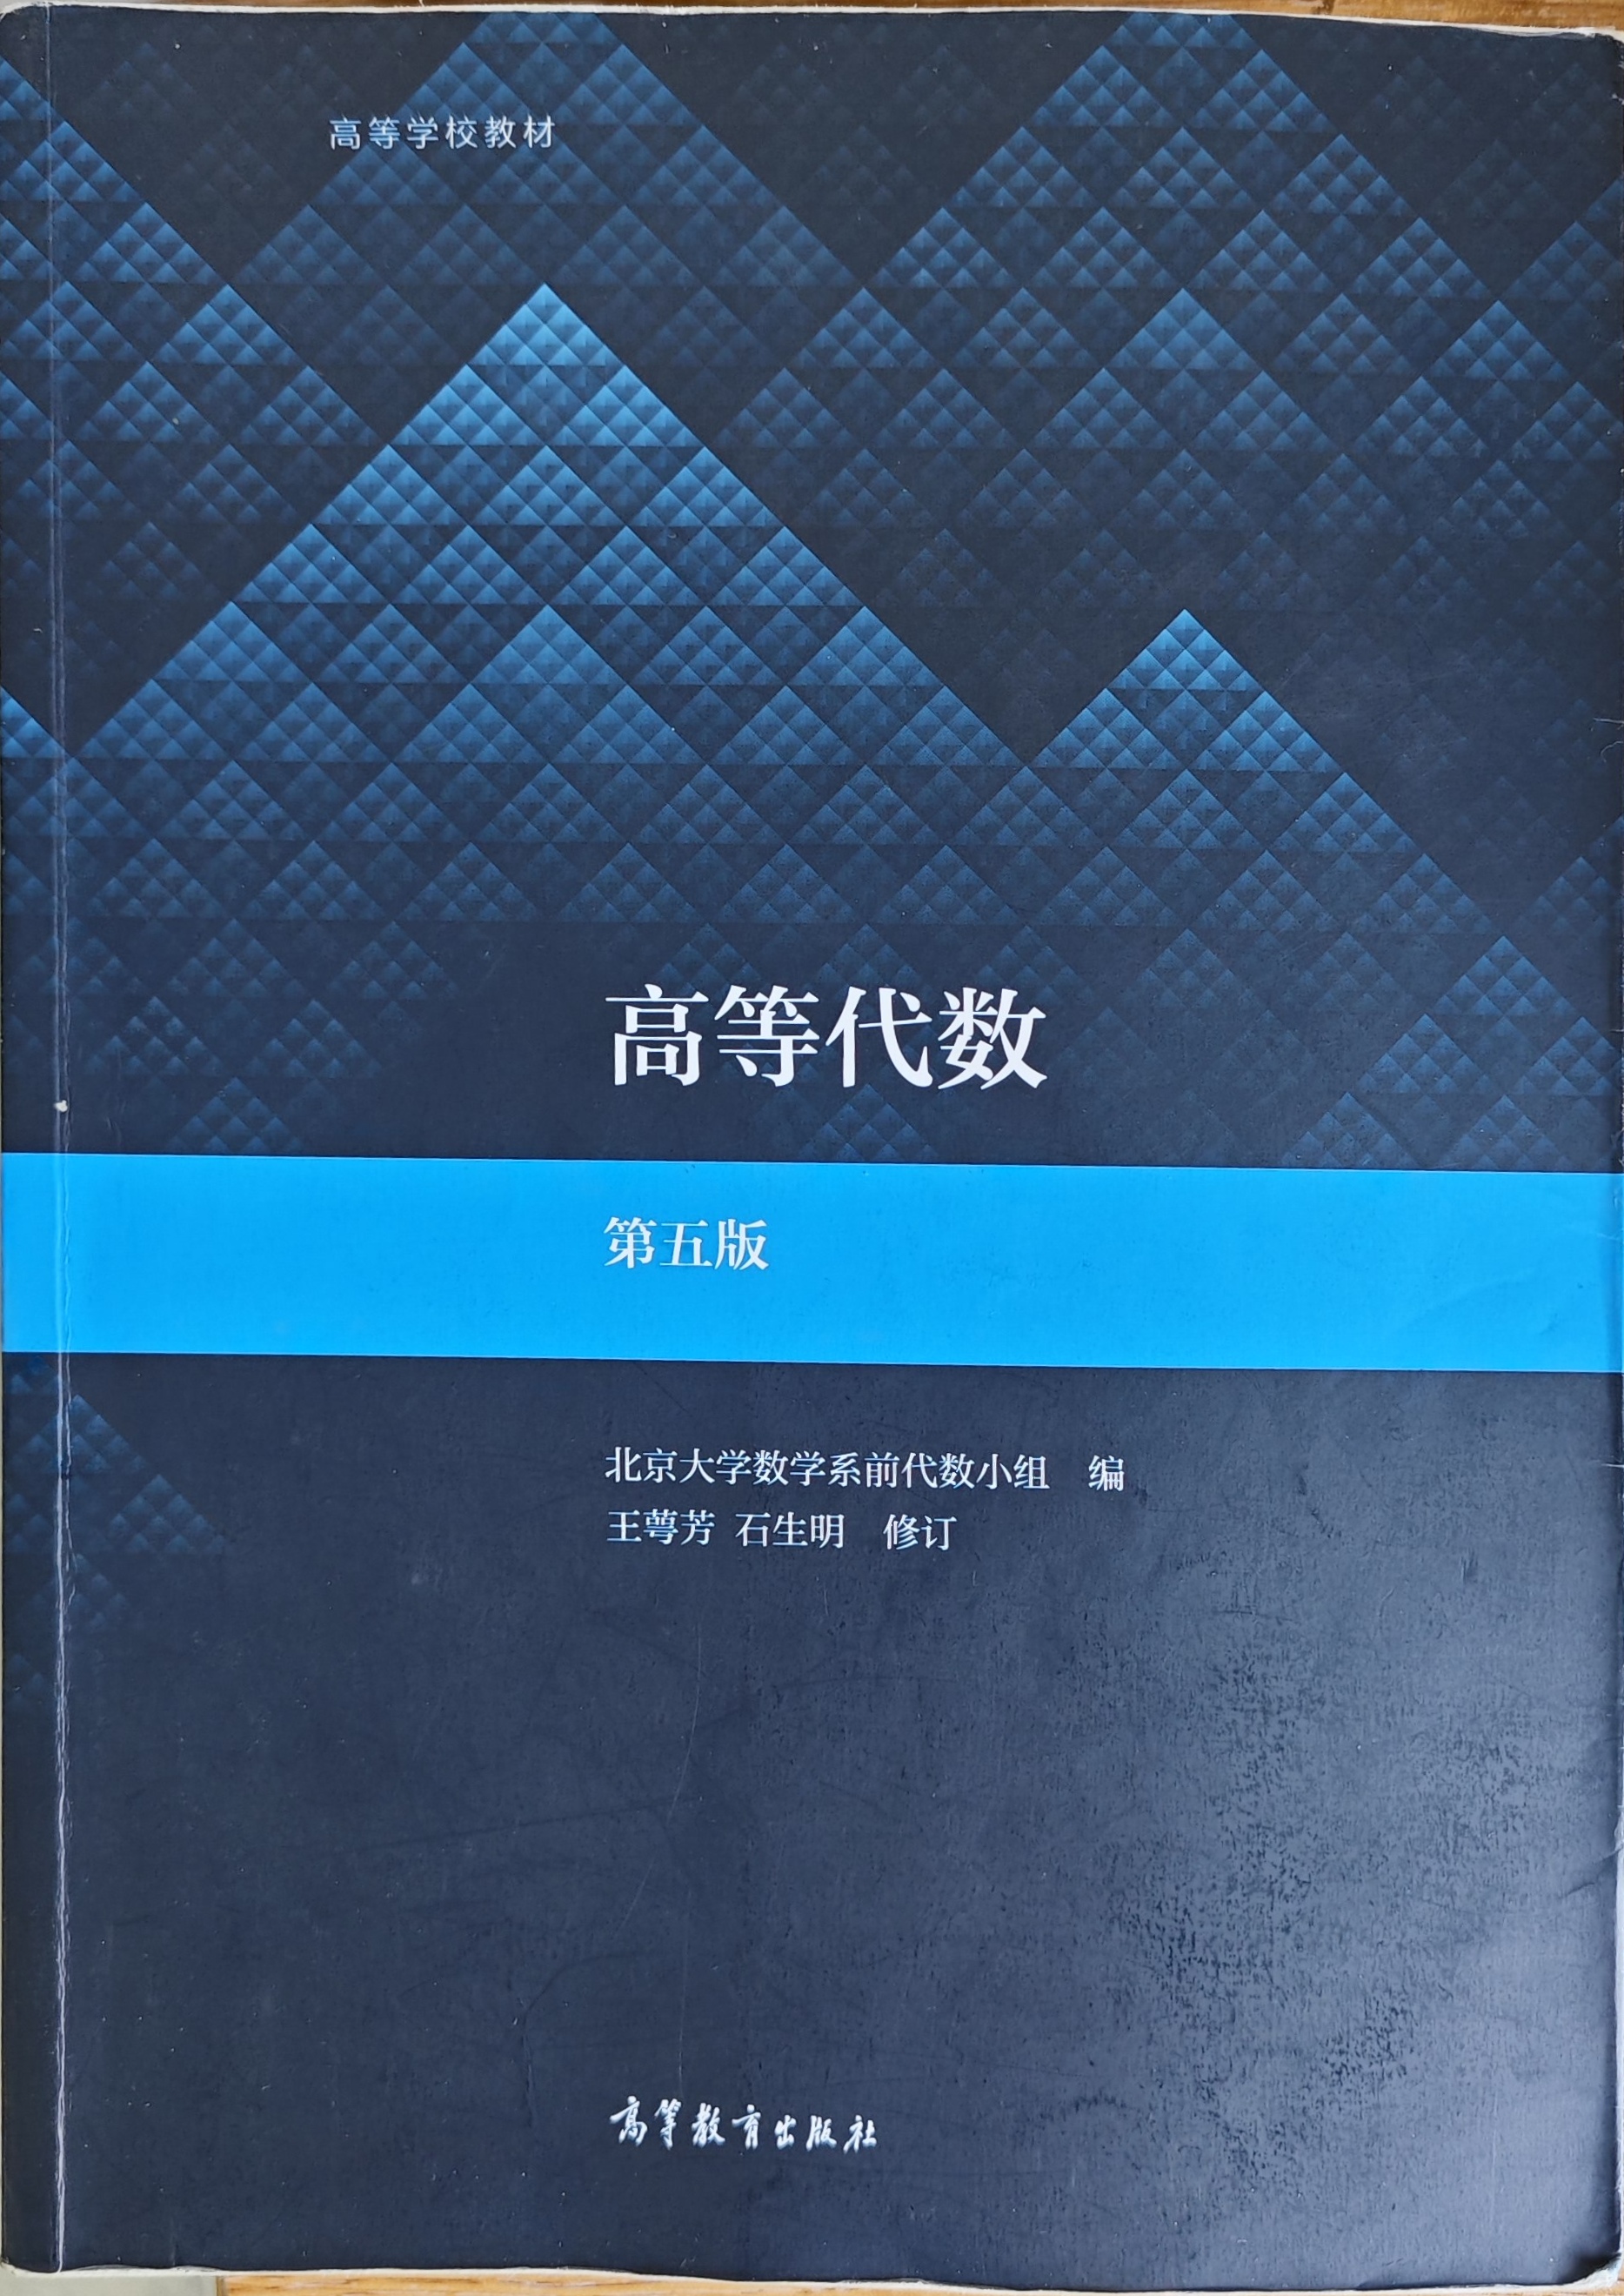 高等学校教材
高等代数
第五版
北京大学数学系前代数小组 编
王萼芳 石生明 修订
高等教育出版社